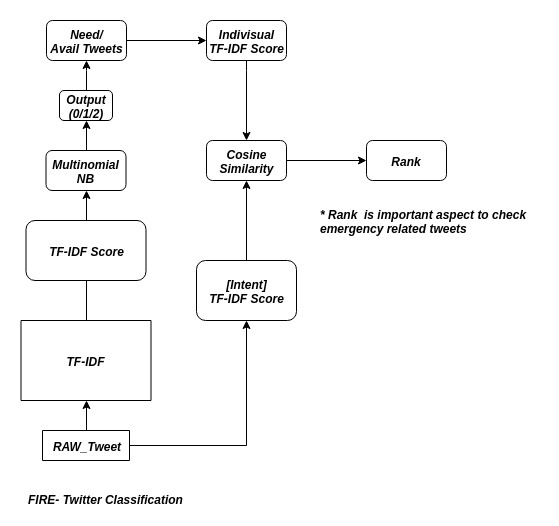 Need/
Avail Tweets
Indivisual
TF-IDF Score
Output
(0/1/2)
Multinomial
NB
Cosine
Similarity
Rank
* Rank  is important aspect to check
emergency related tweets
TF-IDF Score
[Intent]
TF-IDF Score
TF-IDF
RAW_Tweet
FIRE- Twitter Classification